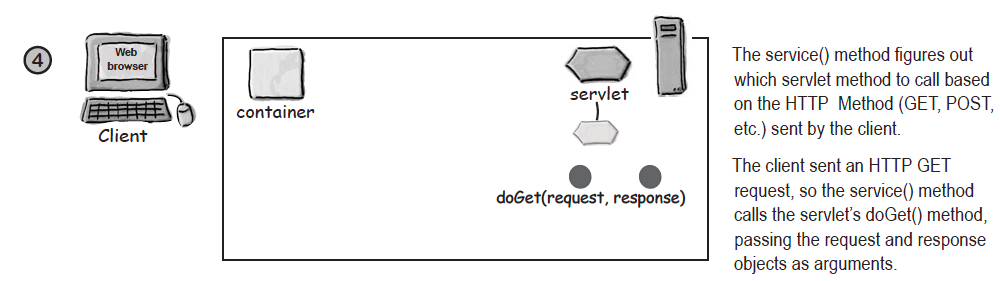 4
Web
browser
Client
container
servlet
doGet(request, response)
The service() method figures out
which servlet method to call based
on the HTTP Method (GET, POST,
etc.) sent by the client.
The client sent an HTTP GET
request, so the service() method
calls the servlet’s doGet() method,
passing the request and response
objects as arguments.